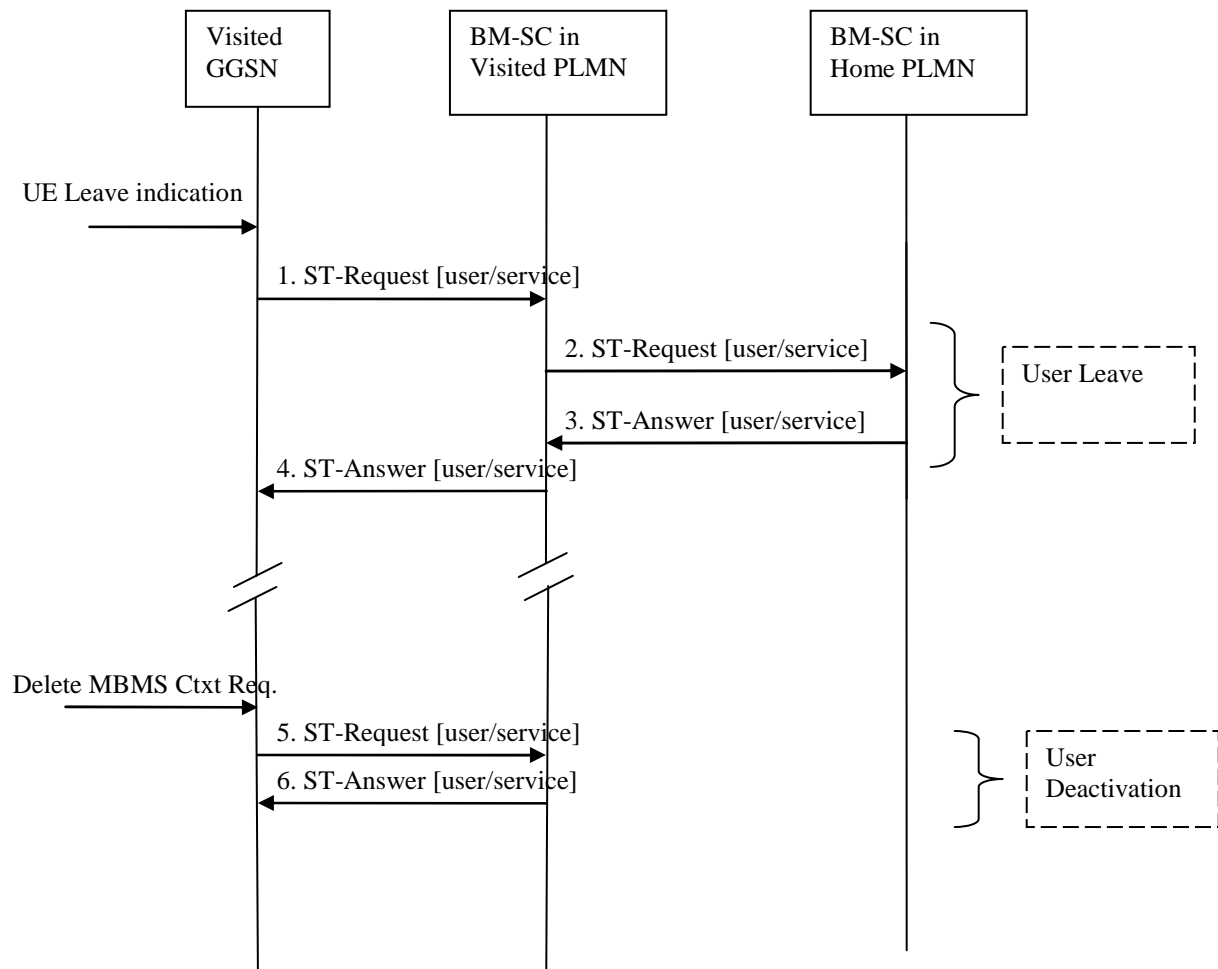 Visited
GGSN
BM-SC in
Visited PLMN
BM-SC in
Home PLMN
UE Leave indication
1. ST-Request [user/service]
2. ST-Request [user/service]
User Leave
3. ST-Answer [user/service]
4. ST-Answer [user/service]
Delete MBMS Ctxt Req.
5. ST-Request [user/service]
User
Deactivation
6. ST-Answer [user/service]